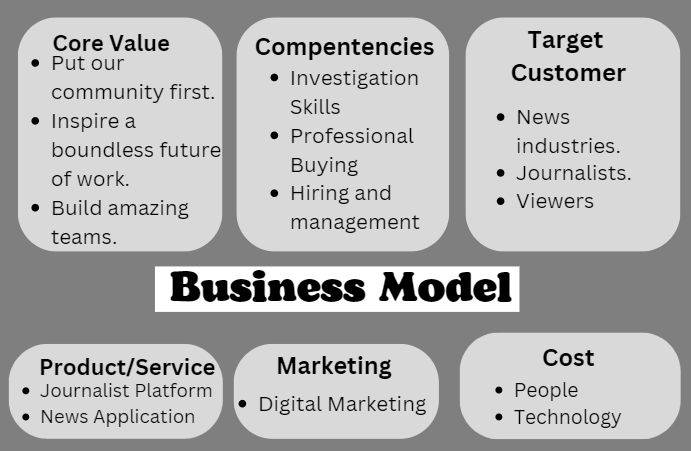 Core Value
• Put our
community first.
• Inspire a
boundless future
of work.
• Build amazing
teams.
Compentencies
• Investigation
Skills
• Professional
Buying
• Hiring and
management
Target
Customer
• News
industries.
• Journalists.
• Viewers
Business Model
Product/Service
• Journalist Platform
• News Application
Marketing
• Digital Marketing
Cost
• People
• Technology